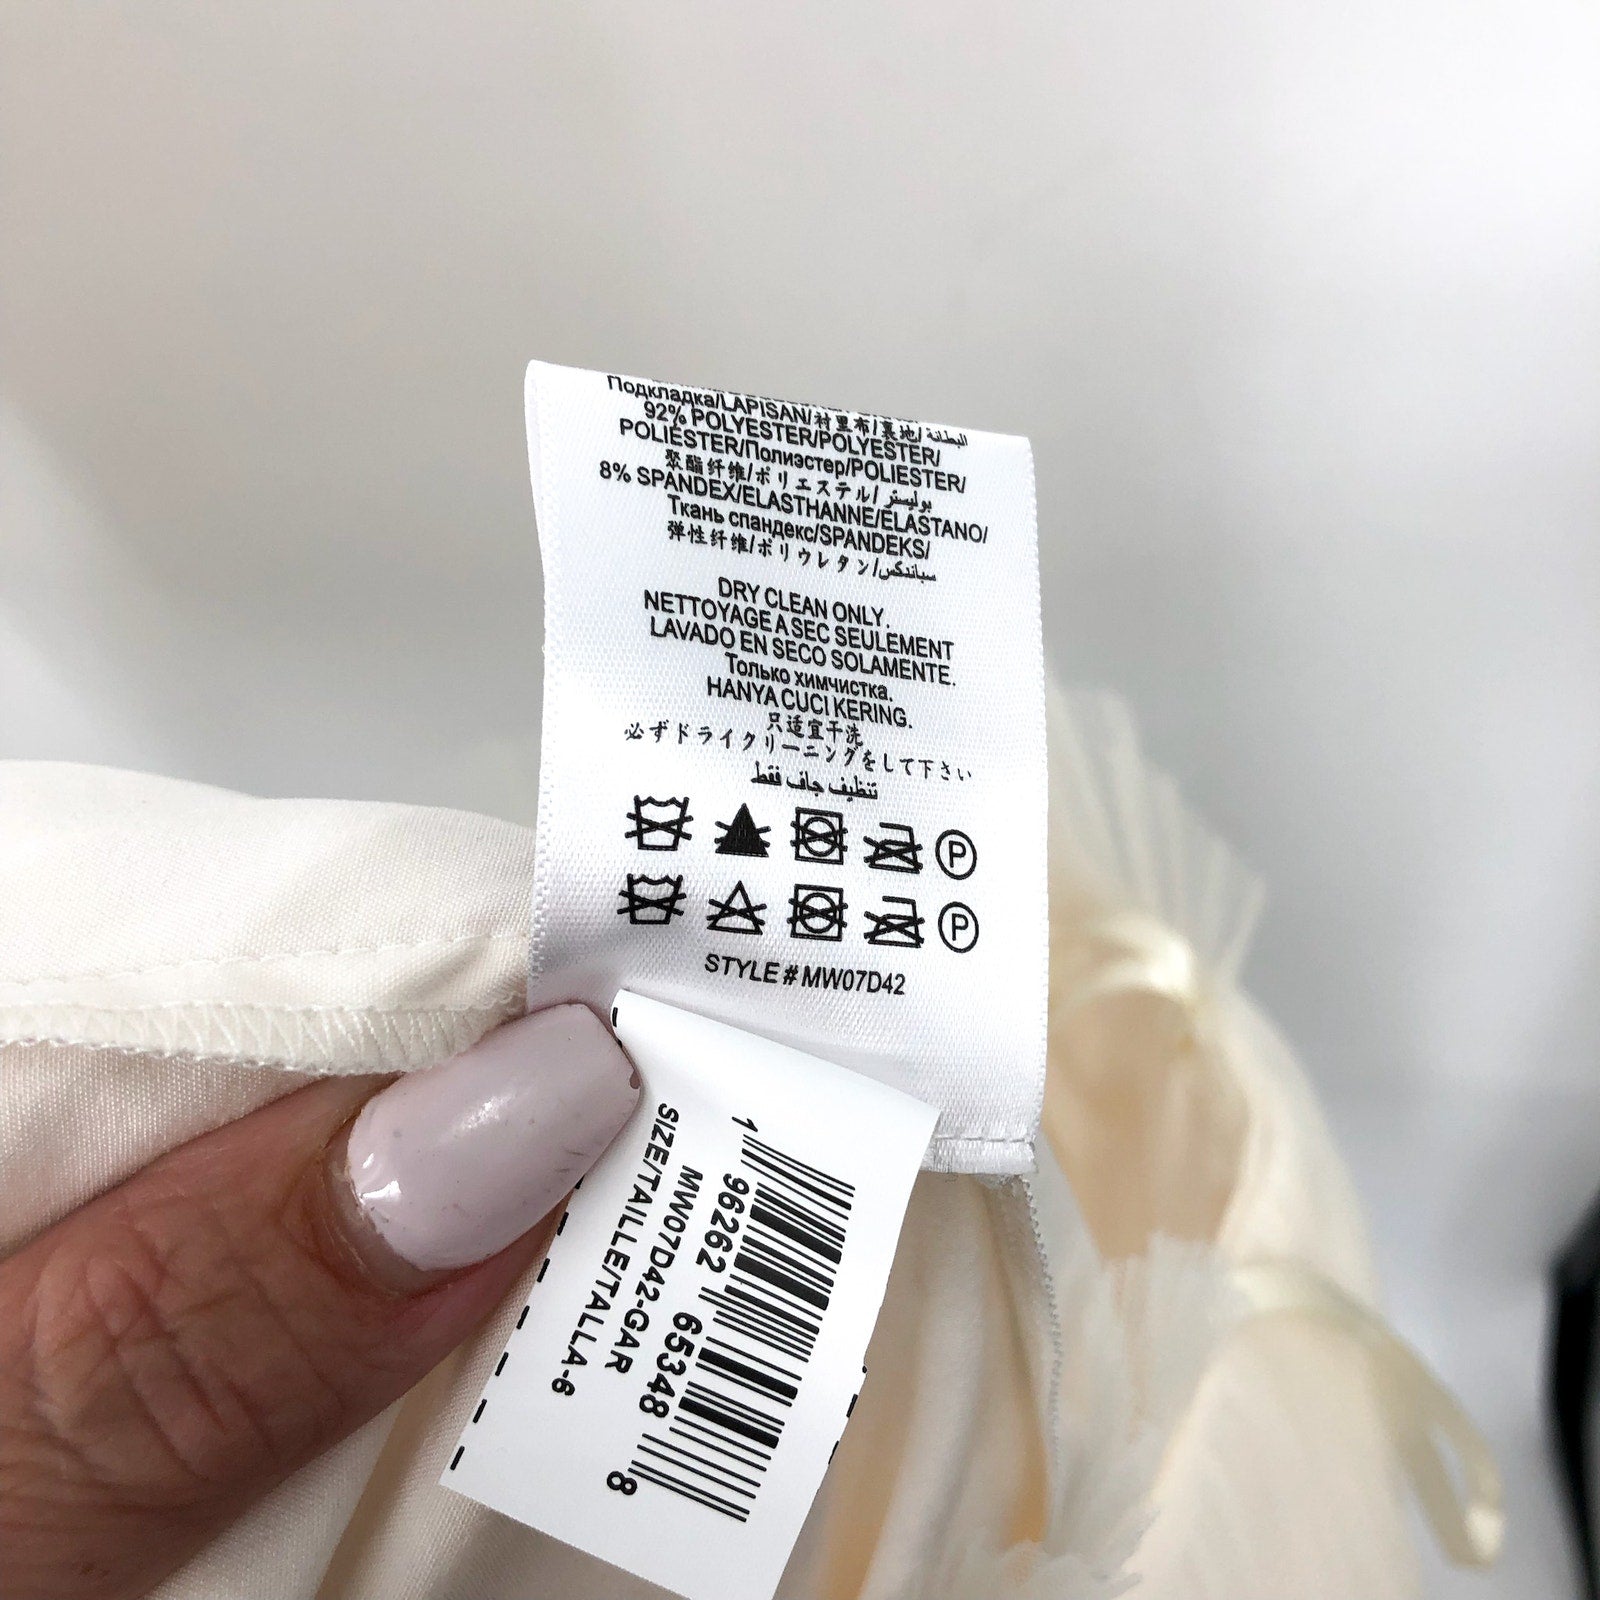 Подкладка/LAPISAN/衬里布/裏地/البطانة
92% POLYESTER/POLYESTER/
POLIÉSTER/Полиэстер/POLIESTER/
聚酯纤维/ポリエステル/بوليستر
8% SPANDEX/ELASTHANNE/ELASTANO/
Ткань спандекс/SPANDEKS/
弹性纤维/ポリウレタン/سباندكس
DRY CLEAN ONLY.
NETTOYAGE A SEC SEULEMENT
LAVADO EN SECO SOLAMENTE.
Только химчистка.
HANYA CUCI KERING.
只适宜干洗
必ずドライクリーニングをして下さい
تنظيف جاف فقط
P
P
STYLE # MW07D42
1 96262 65348 8
MW07D42-GAR
SIZE/TAILLE/TALLA-6